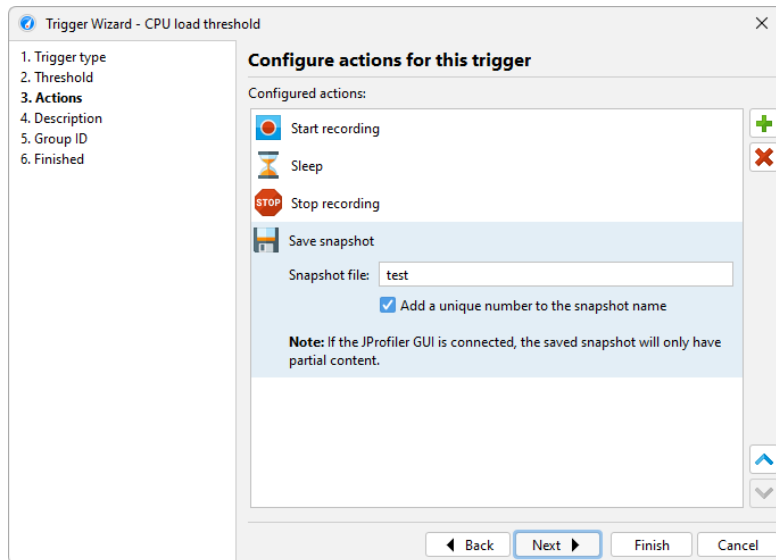 Trigger Wizard - CPU load threshold
1. Trigger type
2. Threshold
3. Actions
4. Description
5. Group ID
6. Finished
Configure actions for this trigger
Configured actions:
Start recording
Sleep
STOP
Stop recording
Save snapshot
Snapshot file: test
Add a unique number to the snapshot name
Note: If the JProfiler GUI is connected, the saved snapshot will only have
partial content.
Back
Next
Finish
Cancel